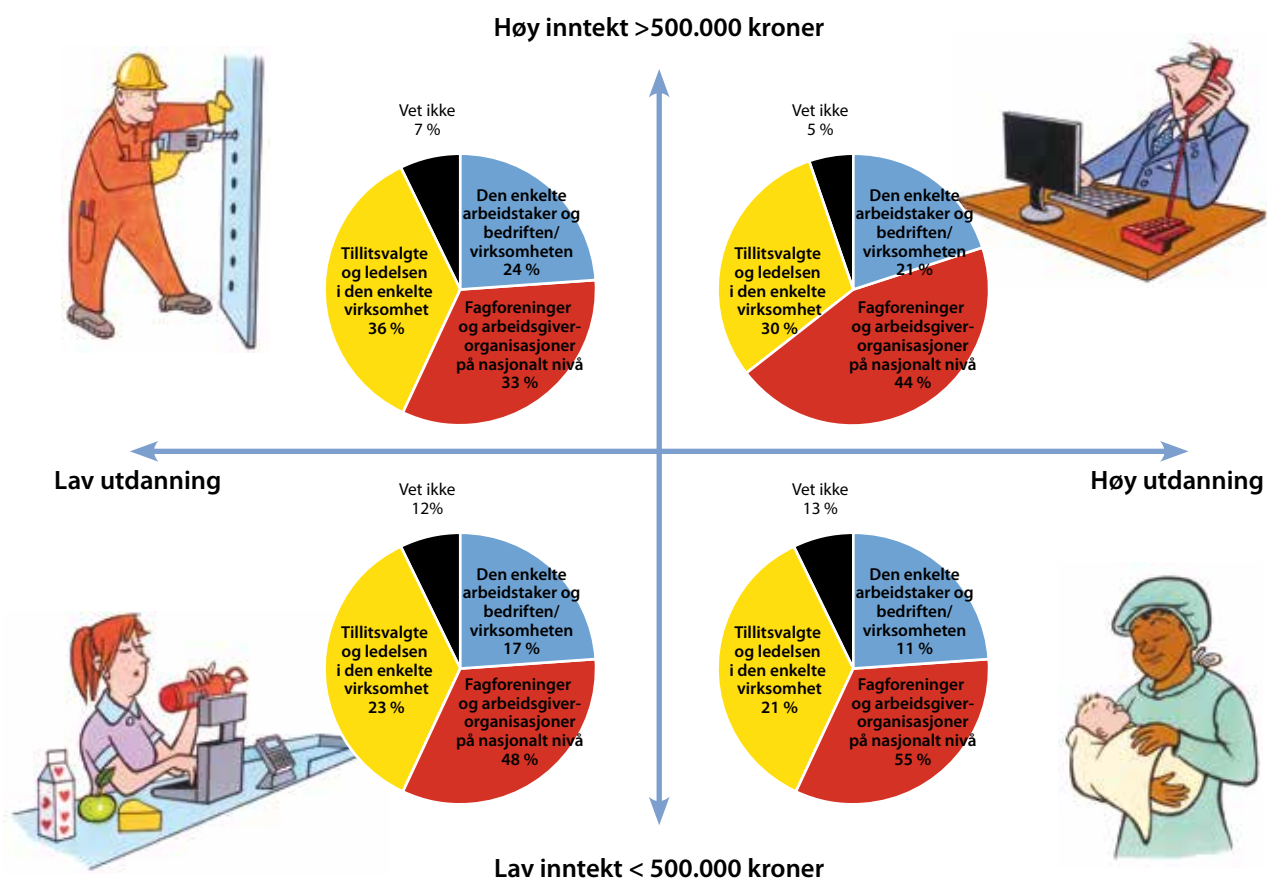 Høy inntekt >500.000 kroner
Vet ikke
7 %
Den enkelte
arbeidstaker og
bedriften/
virksomheten
24 %
Tillitsvalgte
og ledelsen
i den enkelte
virksomhet
36 %
Fagforeninger
og arbeidsgiver-
organisasjoner
på nasjonalt nivå
33 %
Vet ikke
5 %
Den enkelte
arbeidstaker og
bedriften/
virksomheten
21 %
Tillitsvalgte
og ledelsen
i den enkelte
virksomhet
30 %
Fagforeninger
og arbeidsgiver-
organisasjoner
på nasjonalt nivå
44 %
Lav utdanning
Høy utdanning
Vet ikke
12%
Den enkelte
arbeidstaker og
bedriften/
virksomheten
17 %
Tillitsvalgte
og ledelsen
i den enkelte
virksomhet
23 %
Fagforeninger
og arbeidsgiver-
organisasjoner
på nasjonalt nivå
48 %
Vet ikke
13 %
Den enkelte
arbeidstaker og
bedriften/
virksomheten
11 %
Tillitsvalgte
og ledelsen
i den enkelte
virksomhet
21 %
Fagforeninger
og arbeidsgiver-
organisasjoner
på nasjonalt nivå
55 %
Lav inntekt < 500.000 kroner